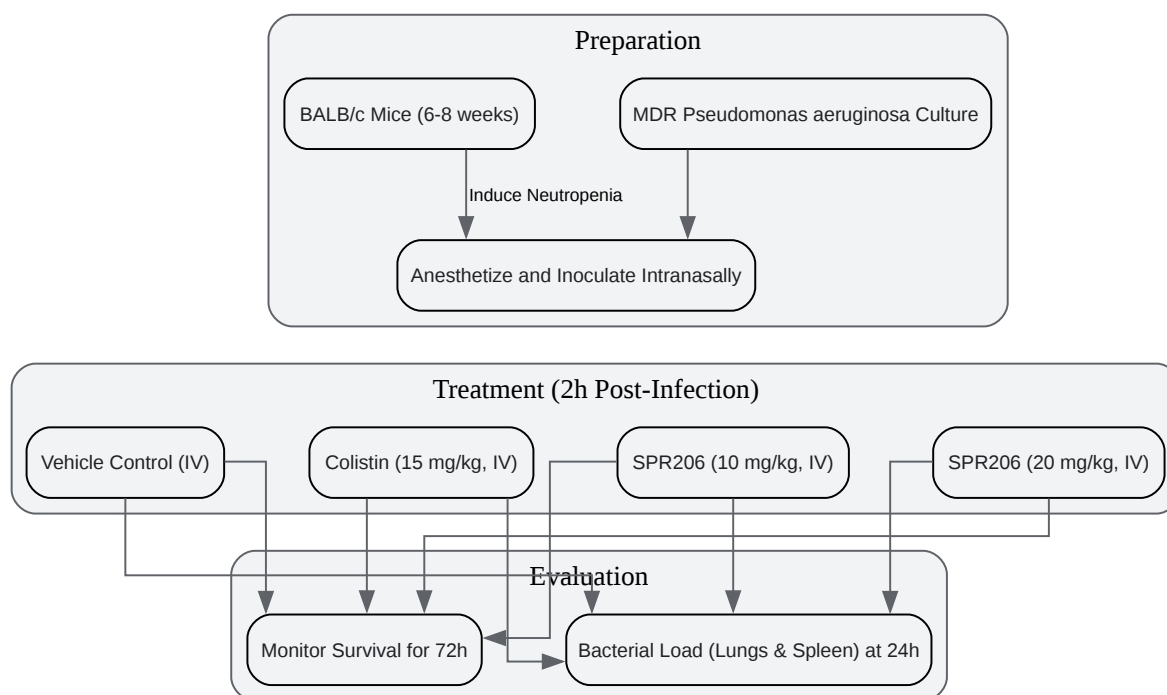 Preparation
BALB/c Mice (6-8 weeks)
MDR Pseudomonas aeruginosa Culture
Induce Neutropenia
Anesthetize and Inoculate Intranasally
Treatment (2h Post-Infection)
Vehicle Control (IV)
Colistin (15 mg/kg, IV)
SPR206 (10 mg/kg, IV)
SPR206 (20 mg/kg, IV)
Evaluation
Monitor Survival for 72h
Bacterial Load (Lungs & Spleen) at 24h